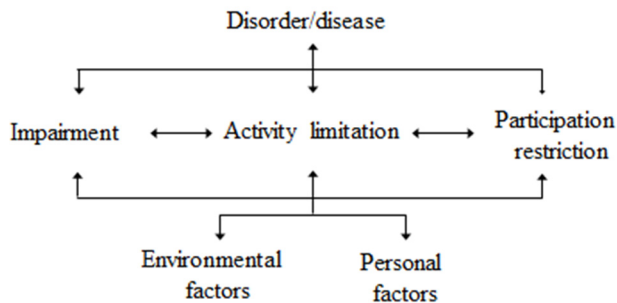 Disorder/disease
Impairment
Activity limitation
Participation
restriction
Environmental
factors
Personal
factors